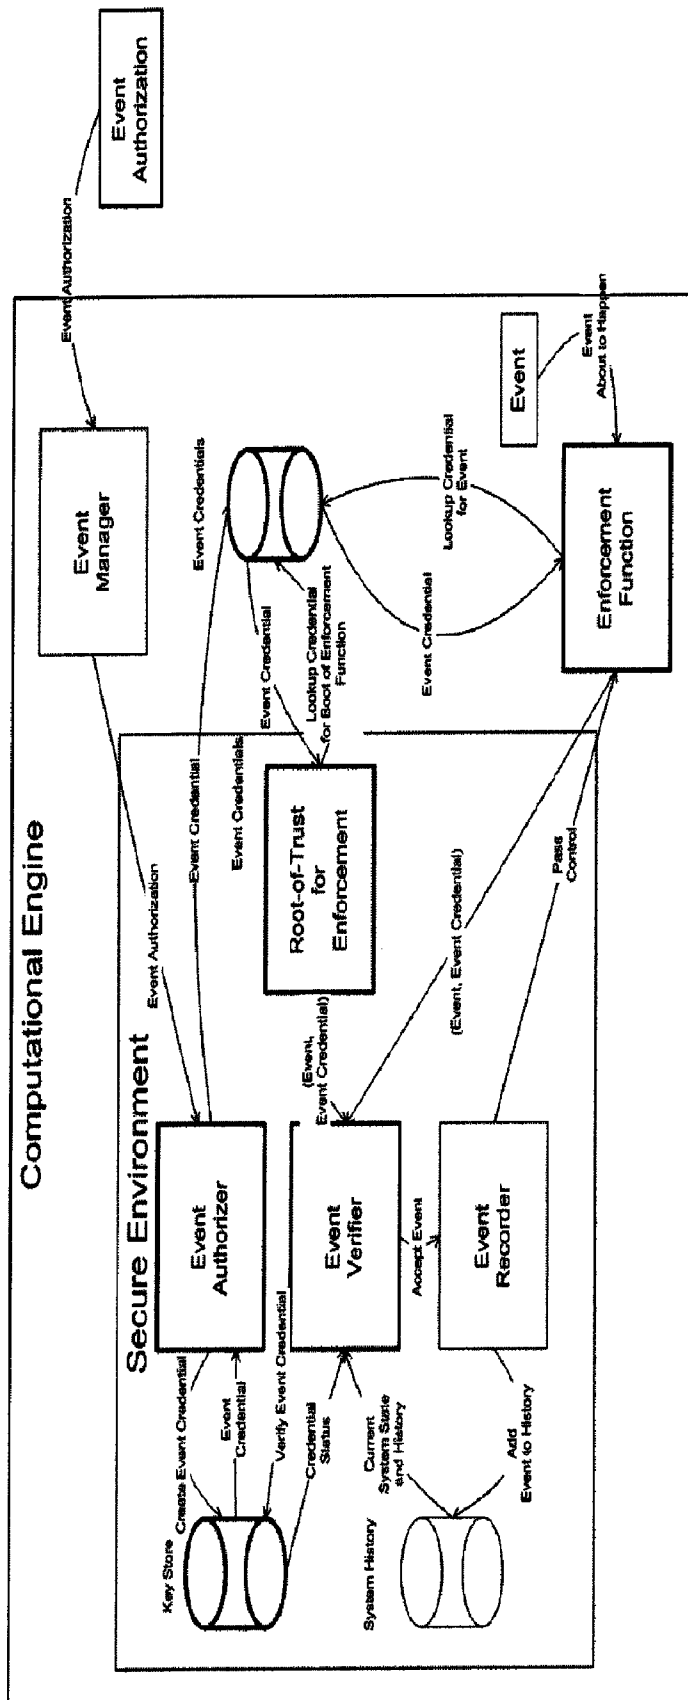 Computational Engine
Secure Environment
Key Store
Create Event Credential
Event
Credential
Verify Event Credential
Credential
Status
System History
Current
System State
and History
Add
Event to History
Event
Authorizer
Event
Verifier
Accept Event
Event
Recorder
Event Authorization
Event Credential
Event Credentials
(Event,
Event Credential)
Root-of-Trust
for
Enforcement
(Event, Event Credential)
Pass
Control
Event
Manager
Event Credentials
Event Credential
Lookup Credential
for Boot of Enforcement
Function
Event Credential
Lookup Credential
for Event
Enforcement
Function
Event
Event
About to Happen
Event Authorization
Event
Authorization